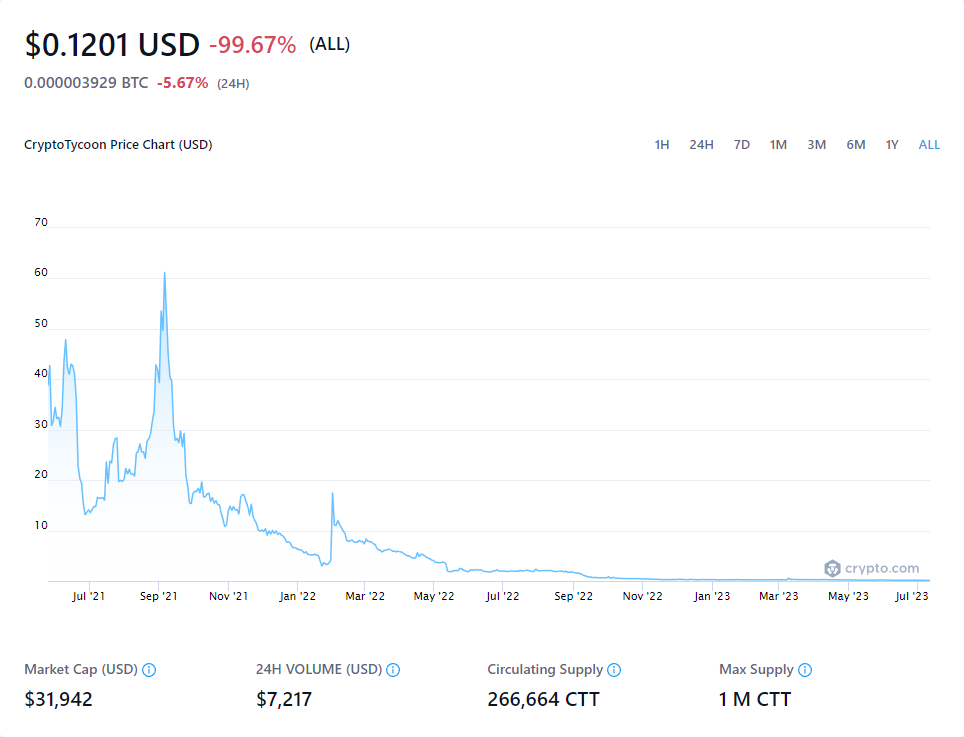 $0.1201 USD -99.67% (ALL)
0.000003929 BTC -5.67% (24H)
CryptoTycoon Price Chart (USD) 1H 24H 7D 1M 3M 6M 1Y ALL
70
60
50
40
30
20
10
crypto.com
Jul '21 Sep '21 Nov '21 Jan '22 Mar '22 May '22 Jul '22 Sep '22 Nov '22 Jan '23 Mar '23 May '23 Jul '23
Market Cap (USD) 24H VOLUME (USD) Circulating Supply Max Supply
$31,942 $7,217 266,664 CTT 1 M CTT